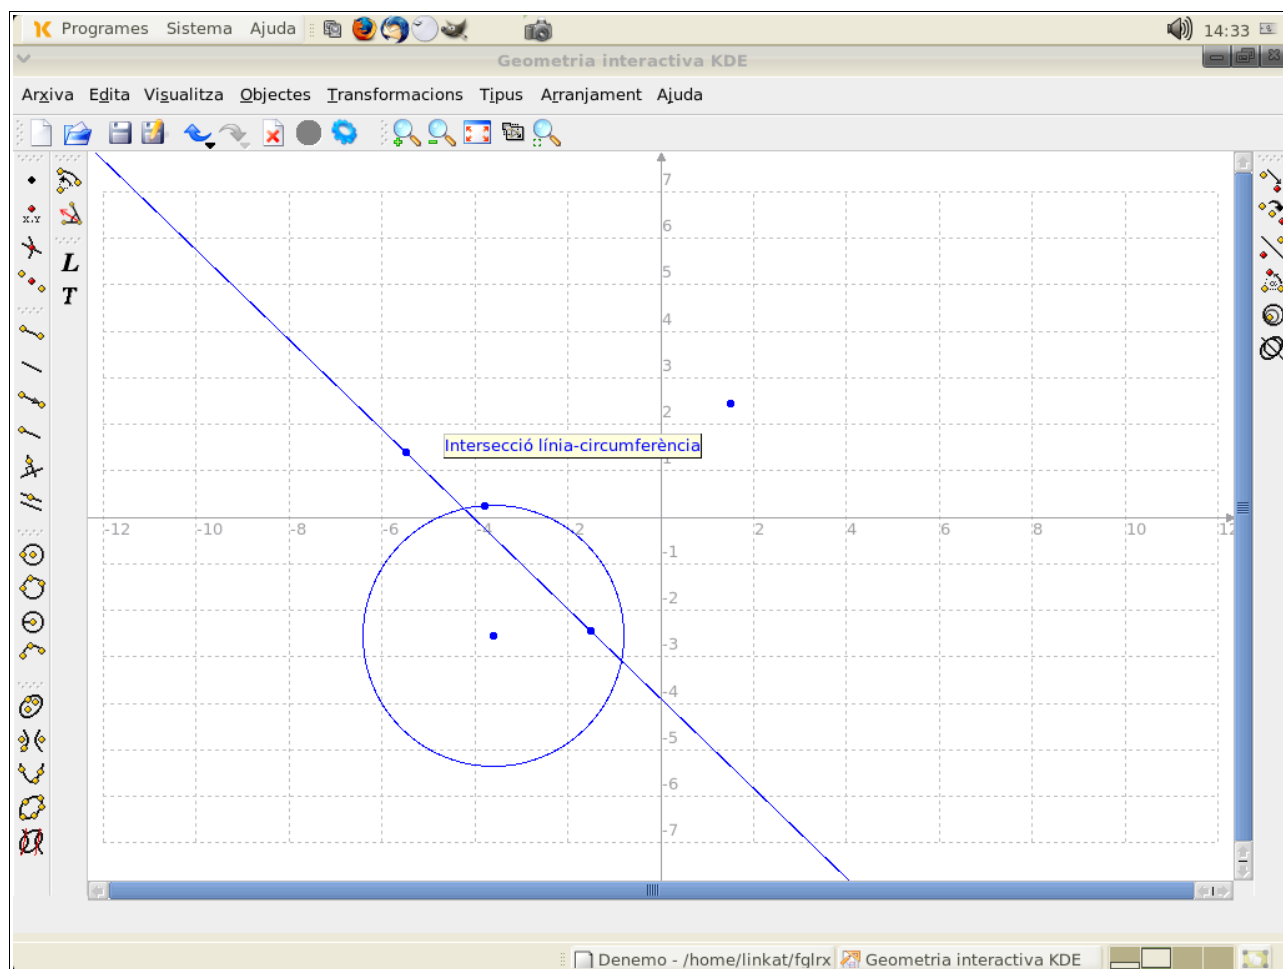 Programes Sistema Ajuda 14:33
Geometria interactiva KDE
Arxiva Edita Visualitza Objectes Transformacions Tipus Arranjament Ajuda
x,y
L
T
7
6
5
4
3
2
Intersecció línia-circumferència
1
-12 -10 -8 -6 -4 -2 2 4 6 8 10 12
-1
-2
-3
-4
-5
-6
-7
Denemo - /home/linkat/fglrx Geometria interactiva KDE